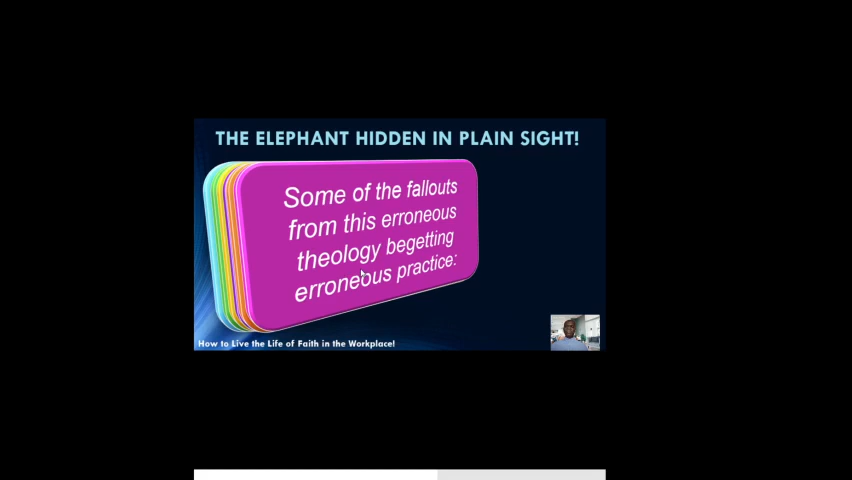 THE ELEPHANT HIDDEN IN PLAIN SIGHT!
Some of the fallouts
from this erroneous
theology begetting
erroneous practice:
How to Live the Life of Faith in the Workplace!